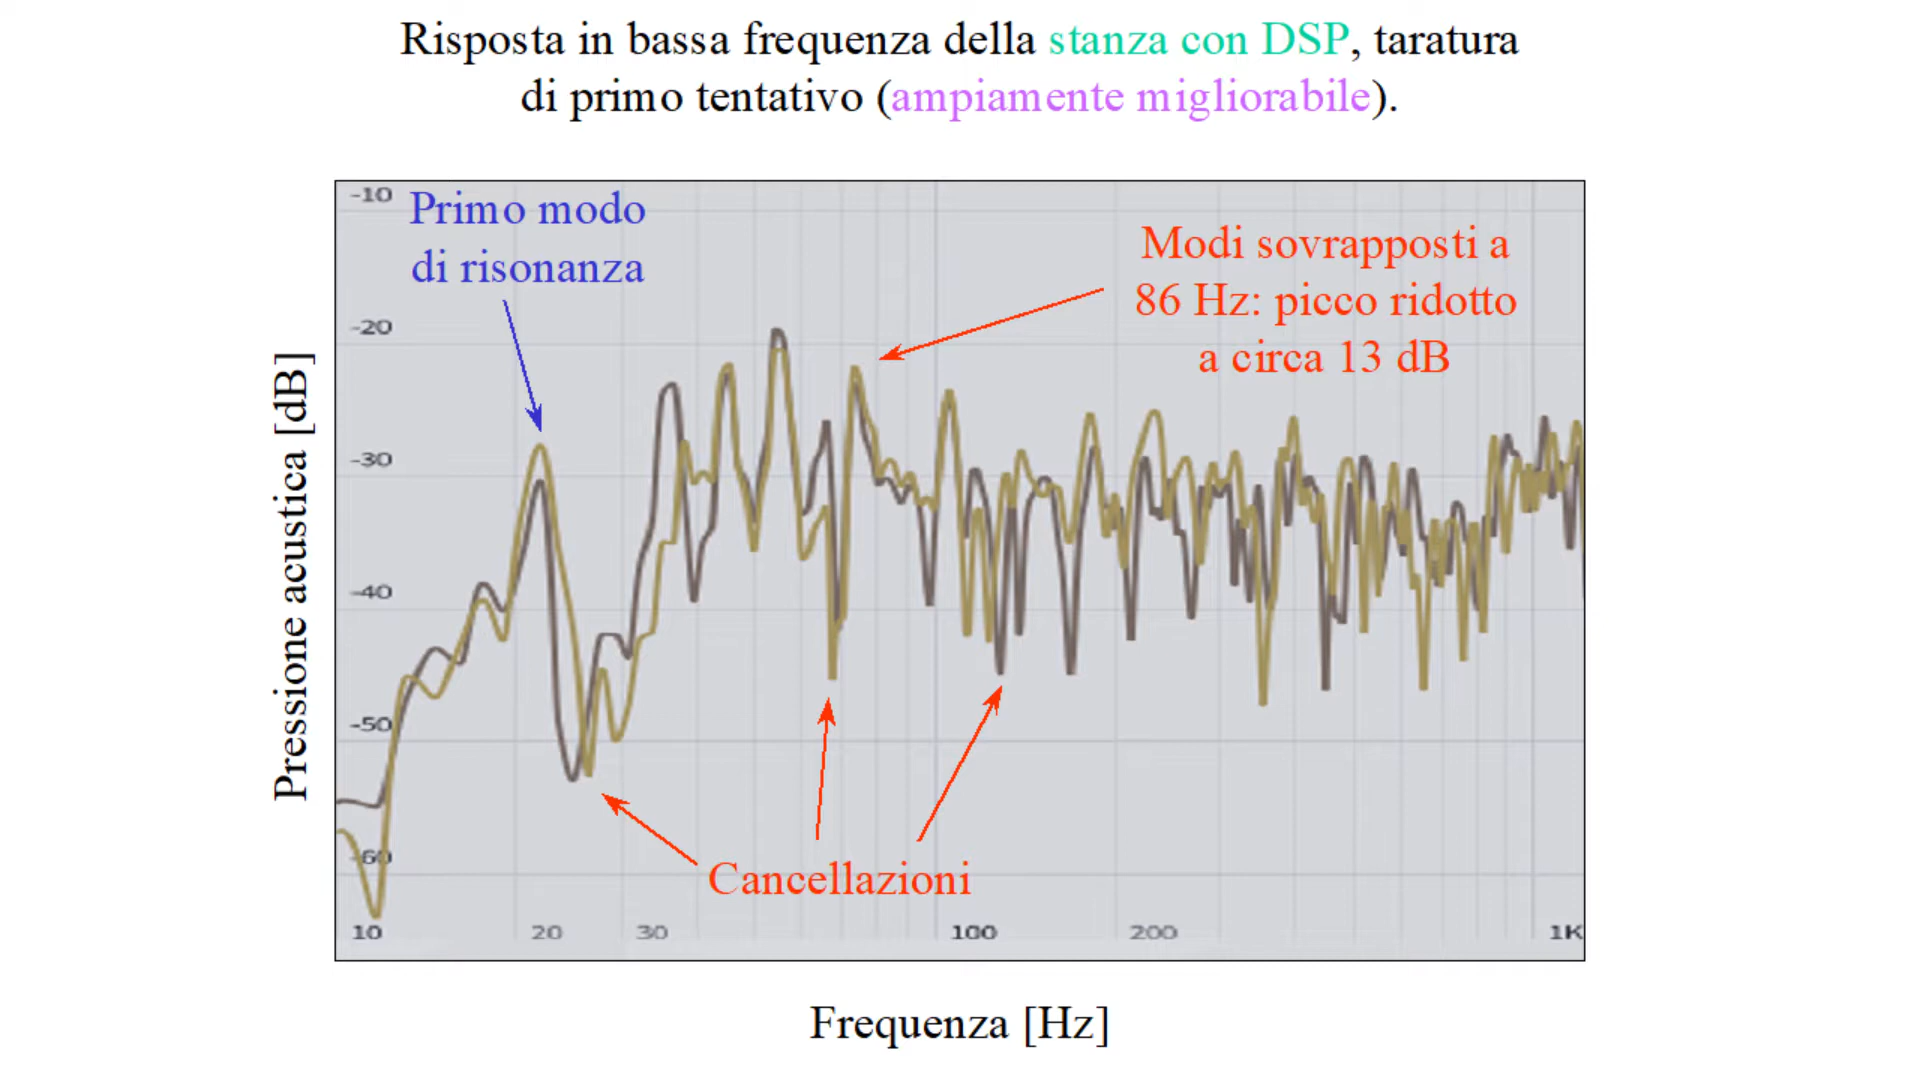 Risposta in bassa frequenza della stanza con DSP, taratura
di primo tentativo (ampiamente migliorabile).
Primo modo
di risonanza
Modi sovrapposti a
86 Hz: picco ridotto
a circa 13 dB
Cancellazioni
Pressione acustica [dB]
-10
-20
-30
-40
-50
-60
10 20 30 100 200 1K
Frequenza [Hz]